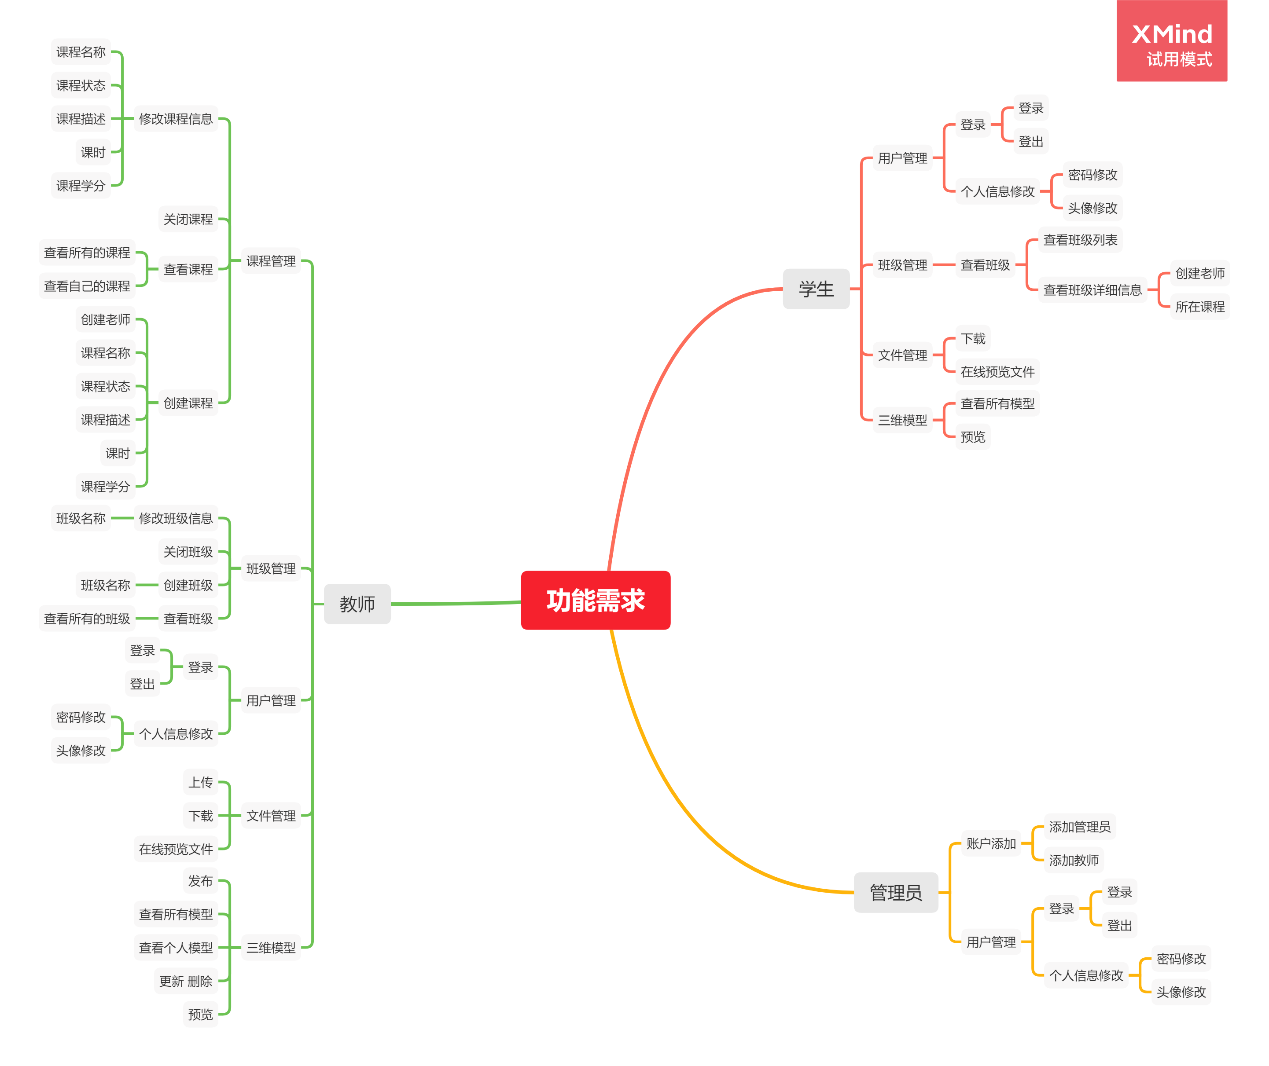 XMind
试用模式
功能需求
学生
用户管理
登录
登录
登出
个人信息修改
密码修改
头像修改
班级管理
查看班级
查看班级列表
查看班级详细信息
创建老师
所在课程
文件管理
下载
在线预览文件
三维模型
查看所有模型
预览
管理员
账户添加
添加管理员
添加教师
用户管理
登录
登录
登出
个人信息修改
密码修改
头像修改
教师
课程管理
修改课程信息
课程名称
课程状态
课程描述
课时
课程学分
关闭课程
查看课程
查看所有的课程
查看自己的课程
创建课程
创建老师
课程名称
课程状态
课程描述
课时
课程学分
班级管理
修改班级信息
班级名称
关闭班级
创建班级
班级名称
查看班级
查看所有的班级
用户管理
登录
登录
登出
个人信息修改
密码修改
头像修改
文件管理
上传
下载
在线预览文件
三维模型
发布
查看所有模型
查看个人模型
更新 删除
预览